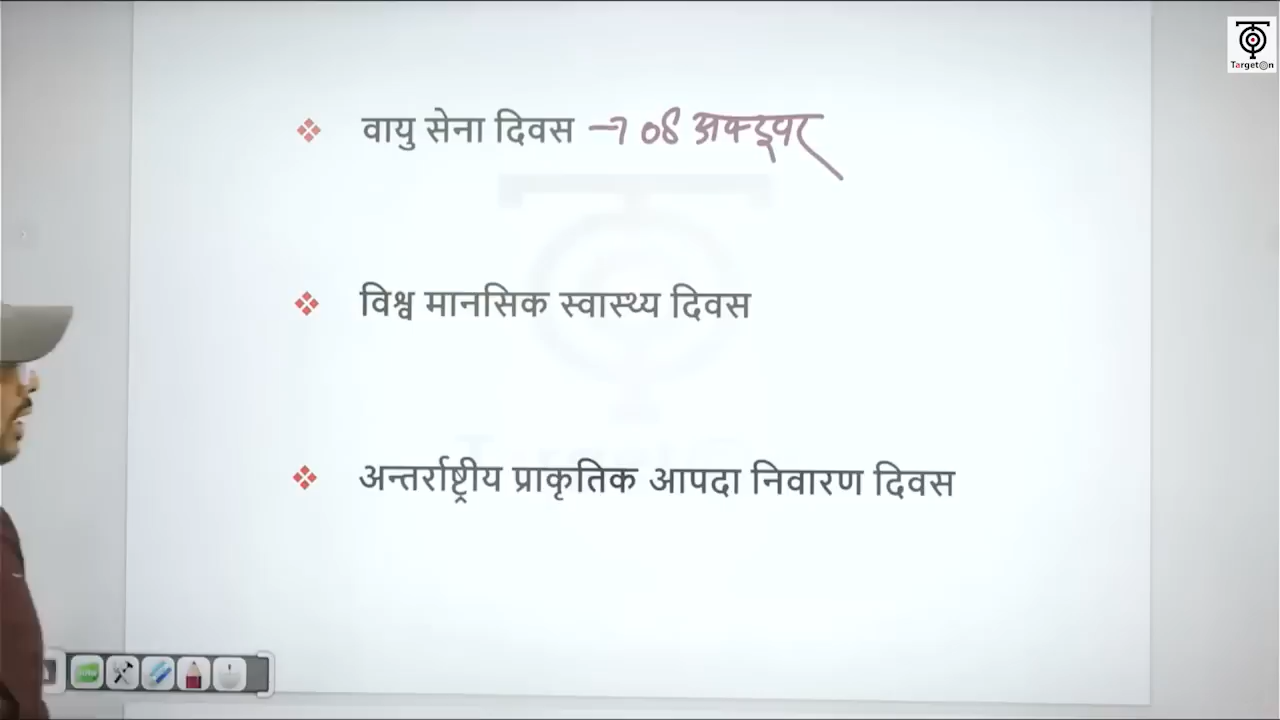 Target On
वायु सेना दिवस → 08 अक्टूबर
विश्व मानसिक स्वास्थ्य दिवस
अन्तर्राष्ट्रीय प्राकृतिक आपदा निवारण दिवस